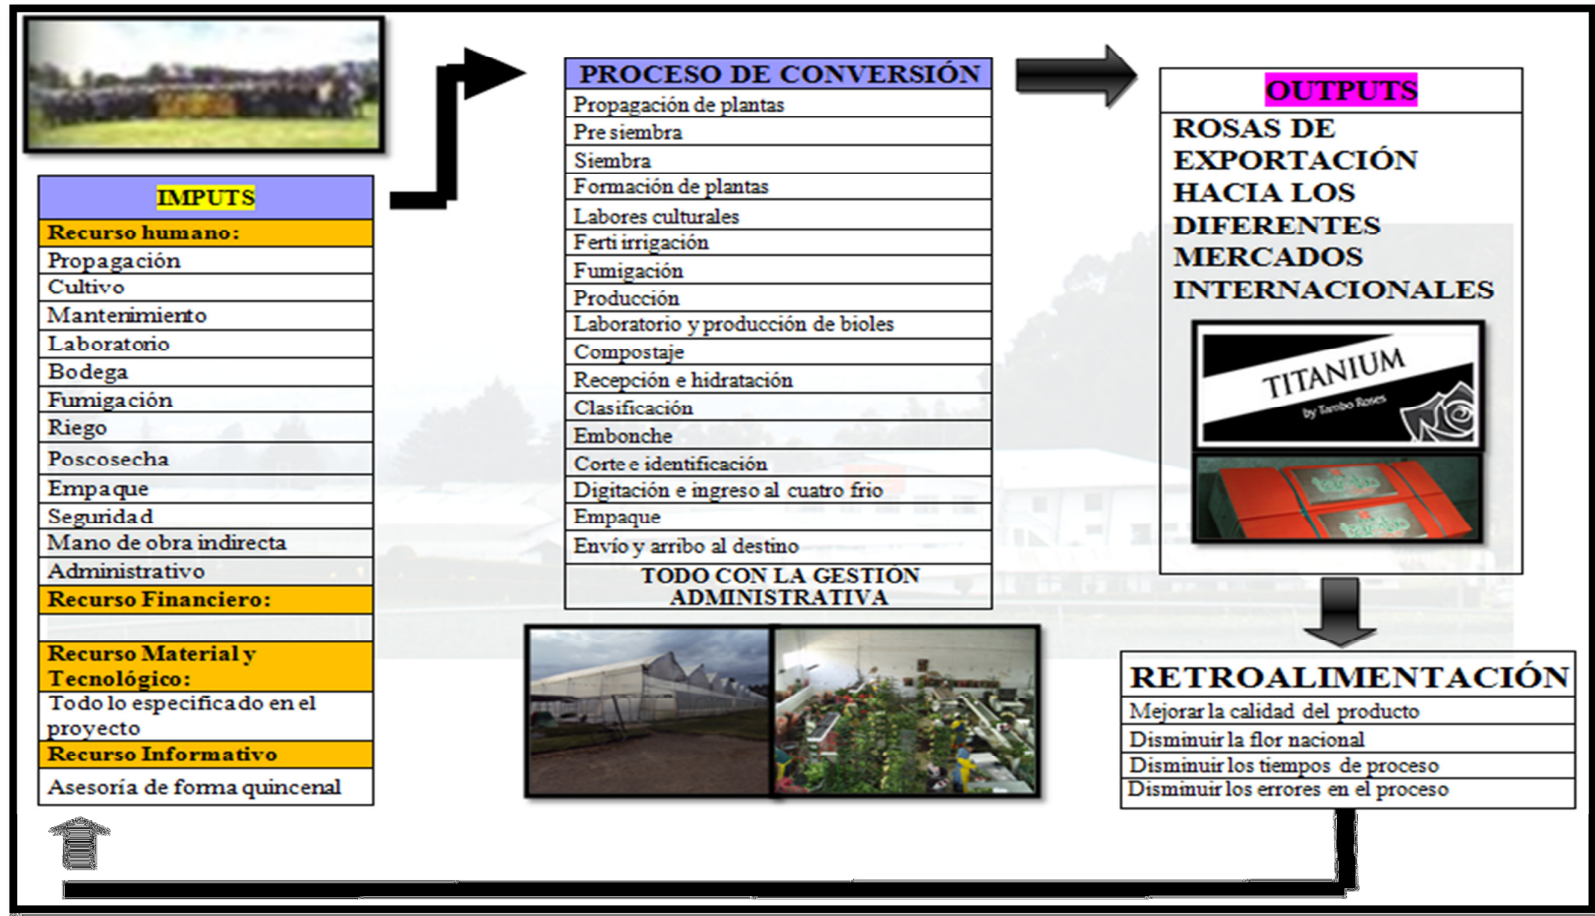 IMPUTS
Recurso humano:
Propagación
Cultivo
Mantenimiento
Laboratorio
Bodega
Fumigación
Riego
Poscosecha
Empaque
Seguridad
Mano de obra indirecta
Administrativo
Recurso Financiero:
Recurso Material y
Tecnológico:
Todo lo especificado en el
proyecto
Recurso Informativo
Asesoría de forma quincenal
PROCESO DE CONVERSIÓN
Propagación de plantas
Pre siembra
Siembra
Formación de plantas
Labores culturales
Ferti irrigación
Fumigación
Producción
Laboratorio y producción de bioles
Compostaje
Recepción e hidratación
Clasificación
Embonche
Corte e identificación
Digitación e ingreso al cuatro frio
Empaque
Envío y arribo al destino
TODO CON LA GESTIÓN
ADMINISTRATIVA
OUTPUTS
ROSAS DE
EXPORTACIÓN
HACIA LOS
DIFERENTES
MERCADOS
INTERNACIONALES
TITANIUM
by Tambo Roses
RETROALIMENTACIÓN
Mejorar la calidad del producto
Disminuir la flor nacional
Disminuir los tiempos de proceso
Disminuir los errores en el proceso